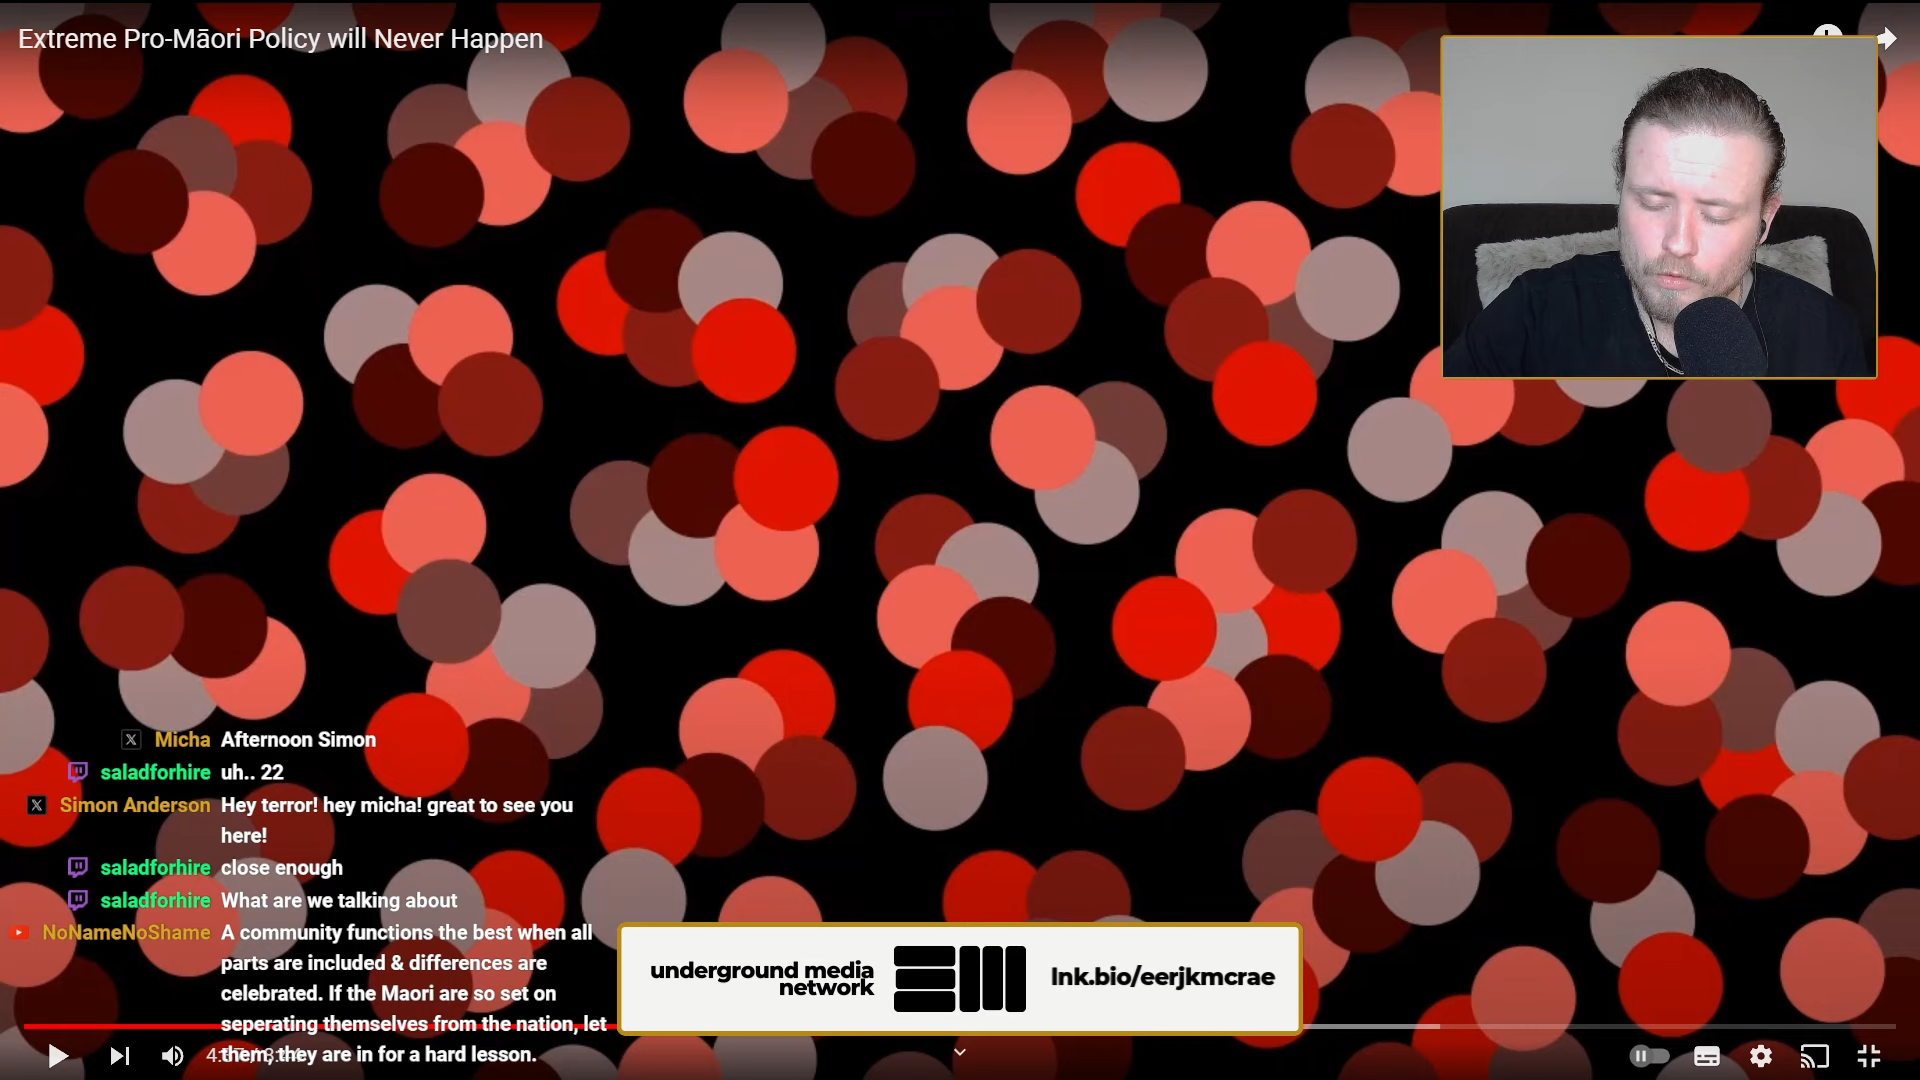 Extreme Pro-Māori Policy will Never Happen
Micha Afternoon Simon
saladforhire uh.. 22
Simon Anderson Hey terror! hey micha! great to see you
here!
saladforhire close enough
saladforhire What are we talking about
NoNameNoShame A community functions the best when all
parts are included & differences are
celebrated. If the Maori are so set on
seperating themselves from the nation, let
them, they are in for a hard lesson.
underground media
network
lnk.bio/eerjkmcrae